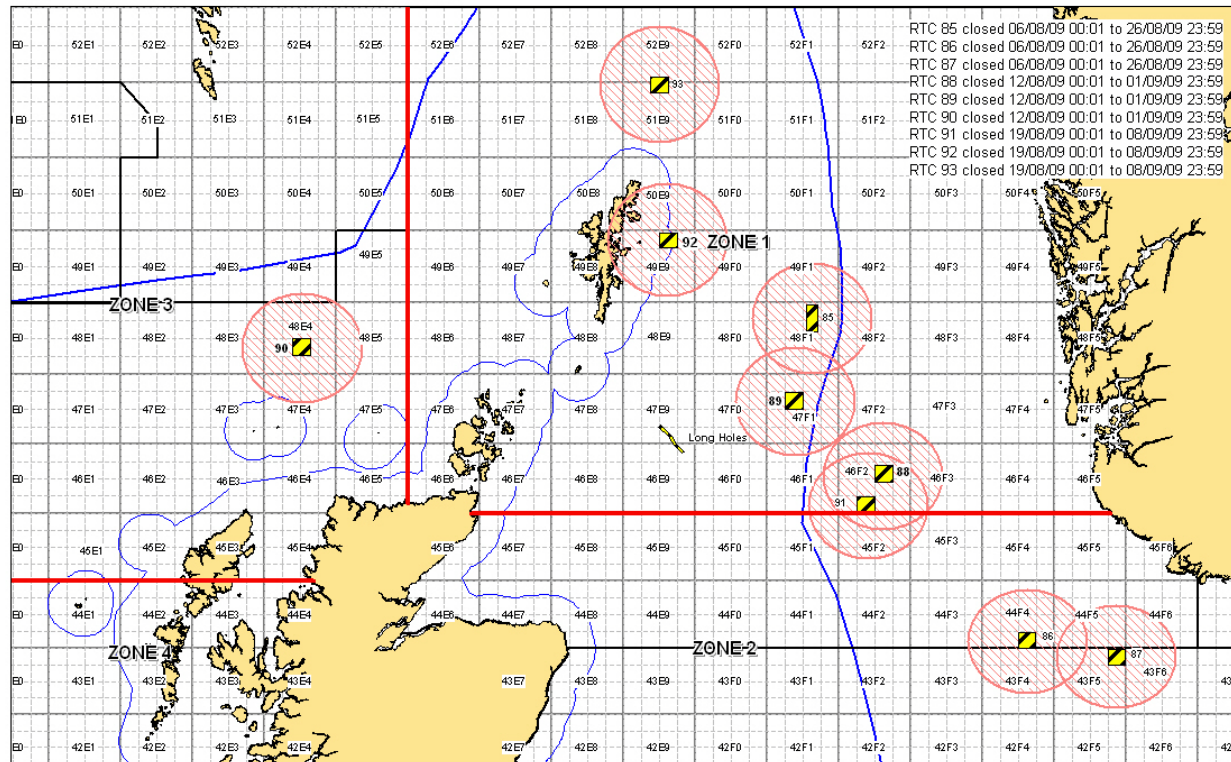 RTC 85 closed 06/08/09 00:01 to 26/08/09 23:59
RTC 86 closed 06/08/09 00:01 to 26/08/09 23:59
RTC 87 closed 06/08/09 00:01 to 26/08/09 23:59
RTC 88 closed 12/08/09 00:01 to 01/09/09 23:59
RTC 89 closed 12/08/09 00:01 to 01/09/09 23:59
RTC 90 closed 12/08/09 00:01 to 01/09/09 23:59
RTC 91 closed 19/08/09 00:01 to 08/09/09 23:59
RTC 92 closed 19/08/09 00:01 to 08/09/09 23:59
RTC 93 closed 19/08/09 00:01 to 08/09/09 23:59
E0 52E1 52E2 52E3 52E4 52E5 52E6 52E7 52E8 52E9 52F0 52F1 52F2
93
1E0 51E1 51E2 51E3 51E4 51E5 51E6 51E7 51E8 51E9 51F0 51F1 51F2
E0 50E1 50E2 50E3 50E4 50E5 50E6 50E7 50E8 50E9 50F0 50F1 50F2 50F3 50F4 50F5
92 ZONE 1
E0 49E1 49E2 49E3 49E4 49E5 49E6 49E7 49E8 49E9 49F0 49F1 49F2 49F3 49F4 49F5
ZONE 3
85
E0 48E1 48E2 48E3 48E4 48E5 48E6 48E7 48E8 48E9 48F0 48F1 48F2 48F3 48F4 48F5
90
89
E0 47E1 47E2 47E3 47E4 47E5 47E6 47E7 47E8 47E9 47F0 47F1 47F2 47F3 47F4 47F5
Long Holes
88
E0 46E3 46E4 46E5 46E6 46E7 46E8 46E9 46F0 46F1 46F2 46F3 46F4 46F5
91
E0 45E1 45E3 45E4 45E6 45E7 45E8 45E9 45F0 45F1 45F2 45F3 45F4 45F5 45F6
E0 44E1 44E2 44E3 44E4 44E6 44E7 44E8 44E9 44F0 44F1 44F2 44F3 44F4 44F5 44F6
86
ZONE 4 ZONE 2
87
E0 43E1 43E2 43E3 43E4 43E7 43E8 43E9 43F0 43F1 43F2 43F3 43F4 43F5 43F6
E0 42E1 42E2 42E3 42E4 42E7 42E8 42E9 42F0 42F1 42F2 42F3 42F4 42F5 42F6